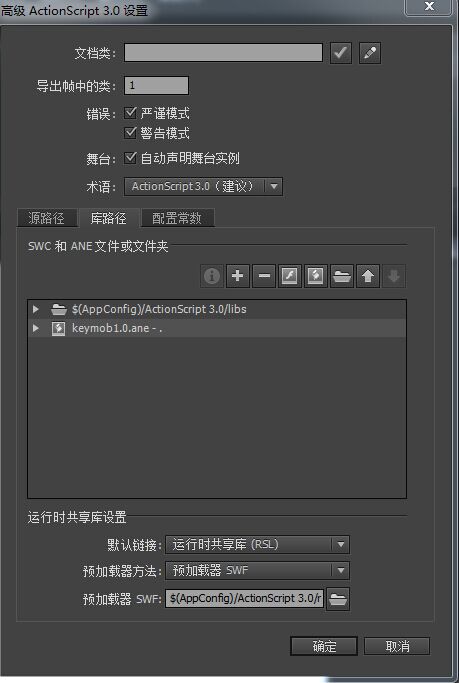 高级 ActionScript 3.0 设置
文档类:
导出帧中的类: 1
错误: 严谨模式
警告模式
舞台: 自动声明舞台实例
术语: ActionScript 3.0（建议）
源路径 库路径 配置常数
SWC 和 ANE 文件或文件夹
$(AppConfig)/ActionScript 3.0/libs
keymob1.0.ane - .
运行时共享库设置
默认链接: 运行时共享库 (RSL)
预加载器方法: 预加载器 SWF
预加载器 SWF: $(AppConfig)/ActionScript 3.0/r
确定 取消